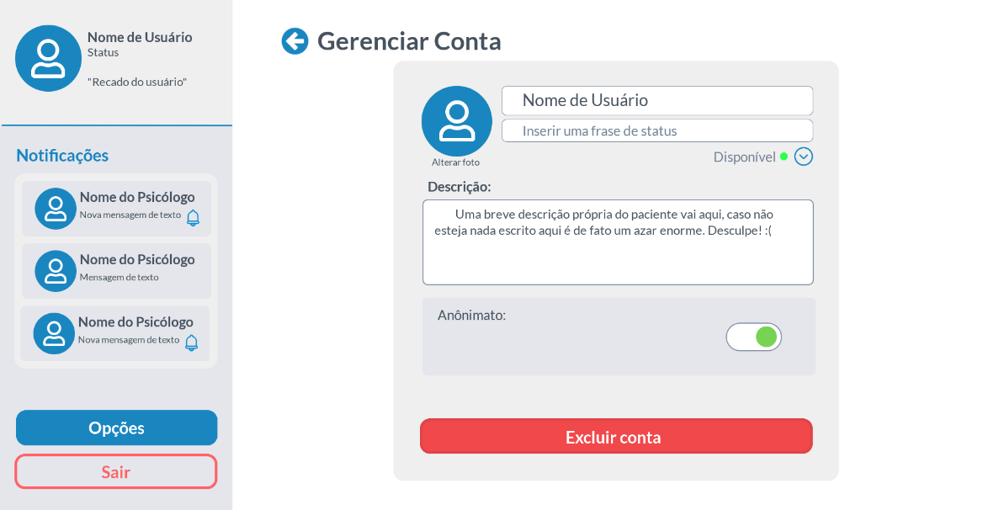 Nome de Usuário
Status
"Recado do usuário"
Notificações
Nome do Psicólogo
Nova mensagem de texto
Nome do Psicólogo
Mensagem de texto
Nome do Psicólogo
Nova mensagem de texto
Opções
Sair
Gerenciar Conta
Nome de Usuário
Inserir uma frase de status
Alterar foto
Disponível
Descrição:
Uma breve descrição própria do paciente vai aqui, caso não
esteja nada escrito aqui é de fato um azar enorme. Desculpe! :(
Anônimato:
Excluir conta